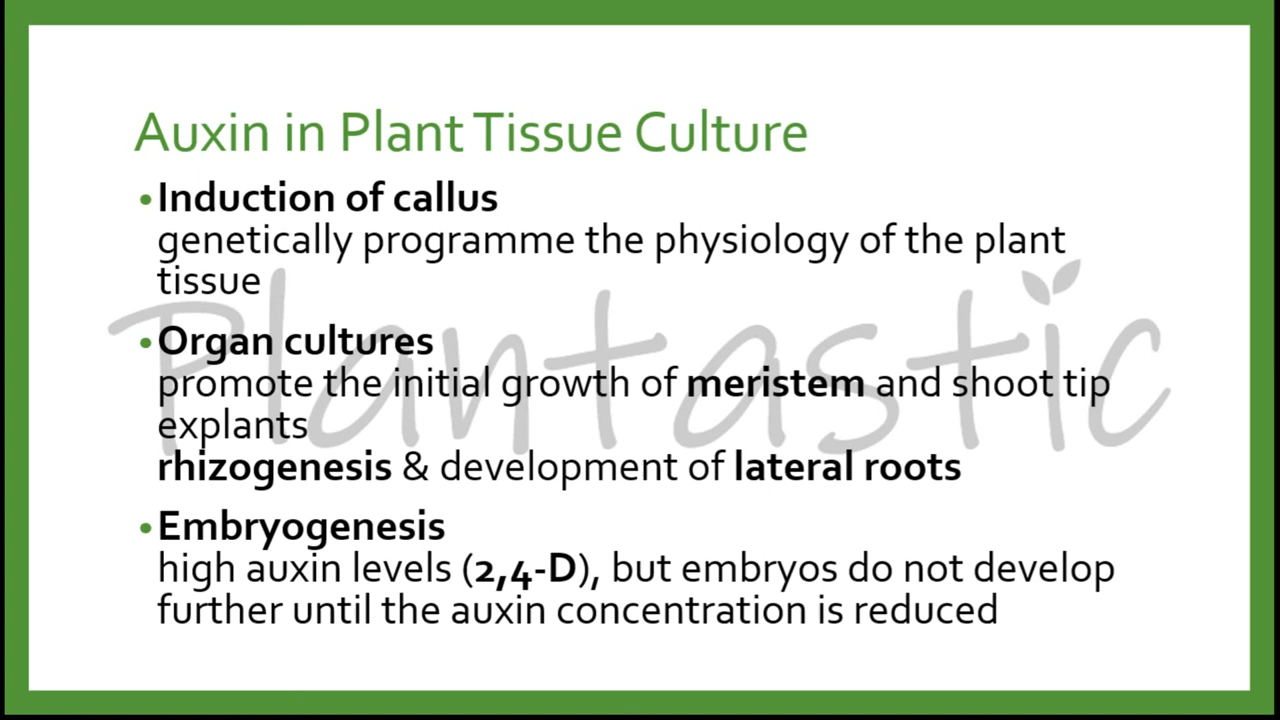 Auxin in Plant Tissue Culture
•Induction of callus
genetically programme the physiology of the plant
tissue
•Organ cultures
promote the initial growth of meristem and shoot tip
explants
rhizogenesis & development of lateral roots
•Embryogenesis
high auxin levels (2,4-D), but embryos do not develop
further until the auxin concentration is reduced
Plantastic